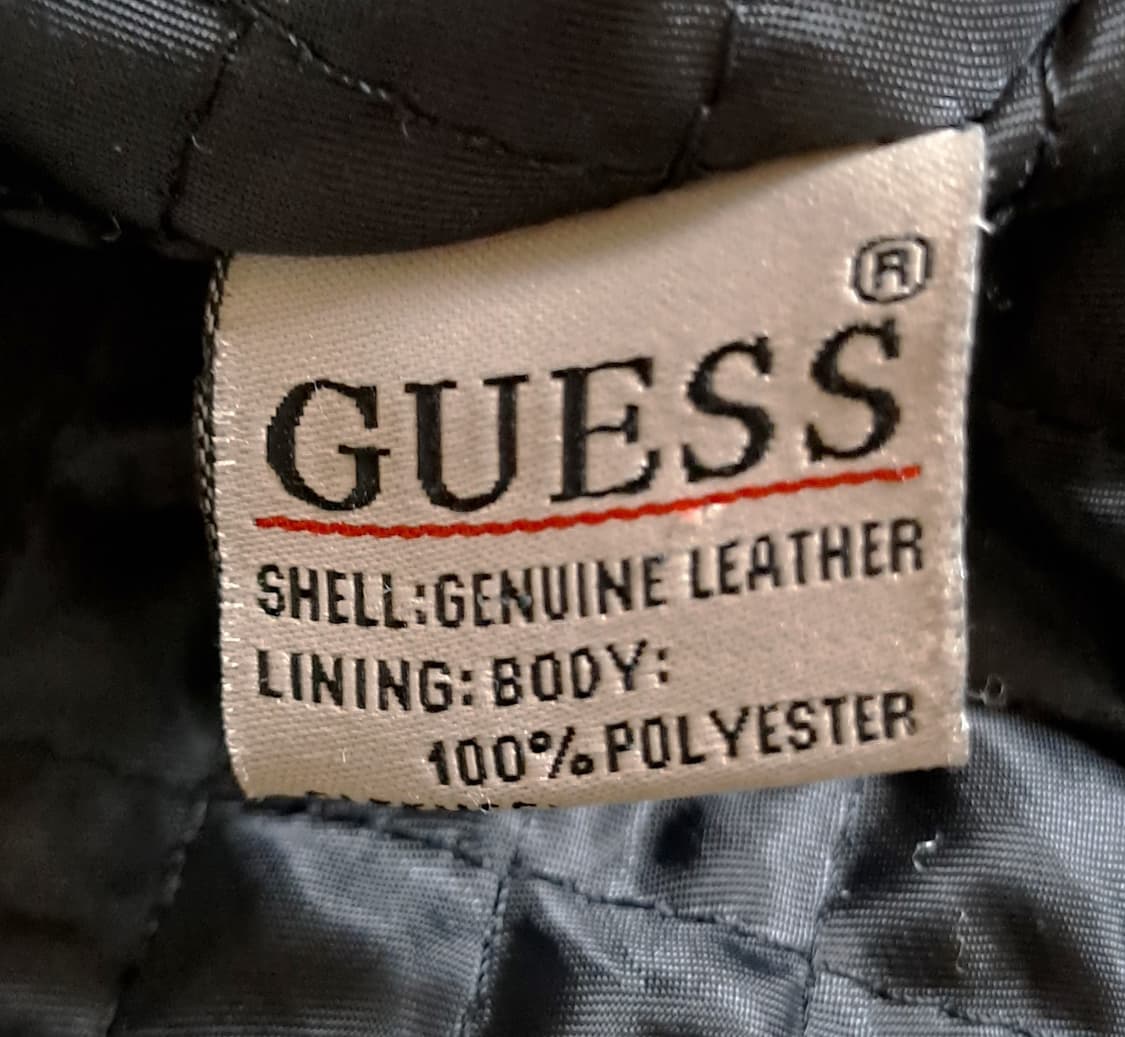 ®
GUESS
SHELL:GENUINE LEATHER
LINING: BODY:
100% POLYESTER